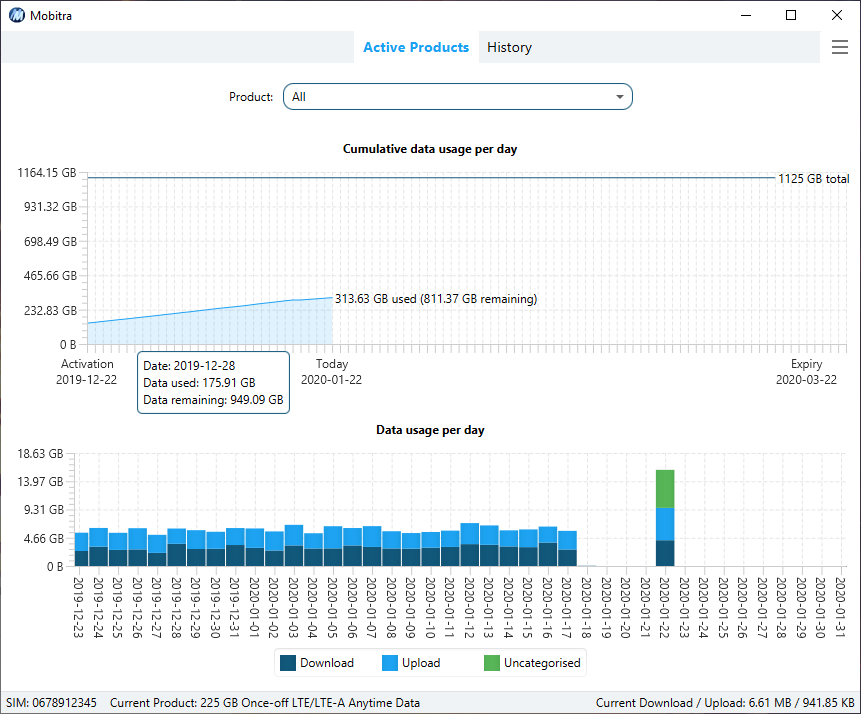 Mobitra
Active Products
History
Product:
All
Cumulative data usage per day
1164.15 GB
931.32 GB
698.49 GB
465.66 GB
232.83 GB
0 B
1125 GB total
313.63 GB used (811.37 GB remaining)
Activation
2019-12-22
Today
2020-01-22
Expiry
2020-03-22
Date: 2019-12-28
Data used: 175.91 GB
Data remaining: 949.09 GB
Data usage per day
18.63 GB
13.97 GB
9.31 GB
4.66 GB
0 B
2019-12-23
2019-12-24
2019-12-25
2019-12-26
2019-12-27
2019-12-28
2019-12-29
2019-12-30
2019-12-31
2020-01-01
2020-01-02
2020-01-03
2020-01-04
2020-01-05
2020-01-06
2020-01-07
2020-01-08
2020-01-09
2020-01-10
2020-01-11
2020-01-12
2020-01-13
2020-01-14
2020-01-15
2020-01-16
2020-01-17
2020-01-18
2020-01-19
2020-01-20
2020-01-21
2020-01-22
2020-01-23
2020-01-24
2020-01-25
2020-01-26
2020-01-27
2020-01-28
2020-01-29
2020-01-30
2020-01-31
Download
Upload
Uncategorised
SIM: 0678912345
Current Product: 225 GB Once-off LTE/LTE-A Anytime Data
Current Download / Upload: 6.61 MB / 941.85 KB